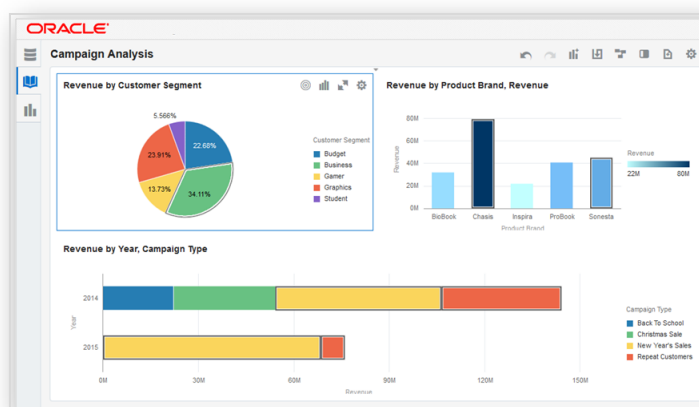 ORACLE
Campaign Analysis
Revenue by Customer Segment
5.566%
22.68%
23.91%
13.73%
34.11%
Customer Segment
Budget
Business
Gamer
Graphics
Student
Revenue by Product Brand, Revenue
Revenue
80M
60M
40M
20M
0M
BioBook
Chasis
Inspira
ProBook
Sonesta
Product Brand
Revenue
22M 80M
Revenue by Year, Campaign Type
Year
2014
2015
0M
30M
60M
90M
120M
150M
Revenue
Campaign Type
Back To School
Christmas Sale
New Year's Sales
Repeat Customers